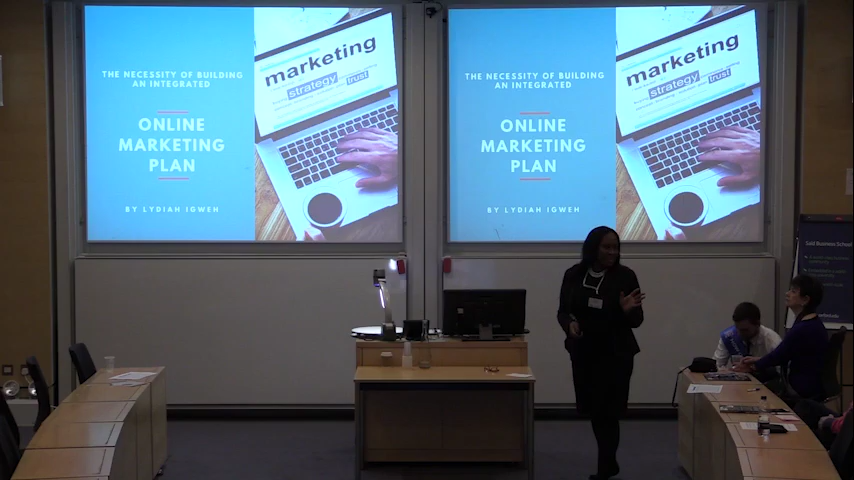 THE NECESSITY OF BUILDING
AN INTEGRATED
ONLINE
MARKETING
PLAN
BY LYDIAH IGWEH
marketing
strategy
trust
THE NECESSITY OF BUILDING
AN INTEGRATED
ONLINE
MARKETING
PLAN
BY LYDIAH IGWEH
marketing
strategy
trust
Saïd Business School